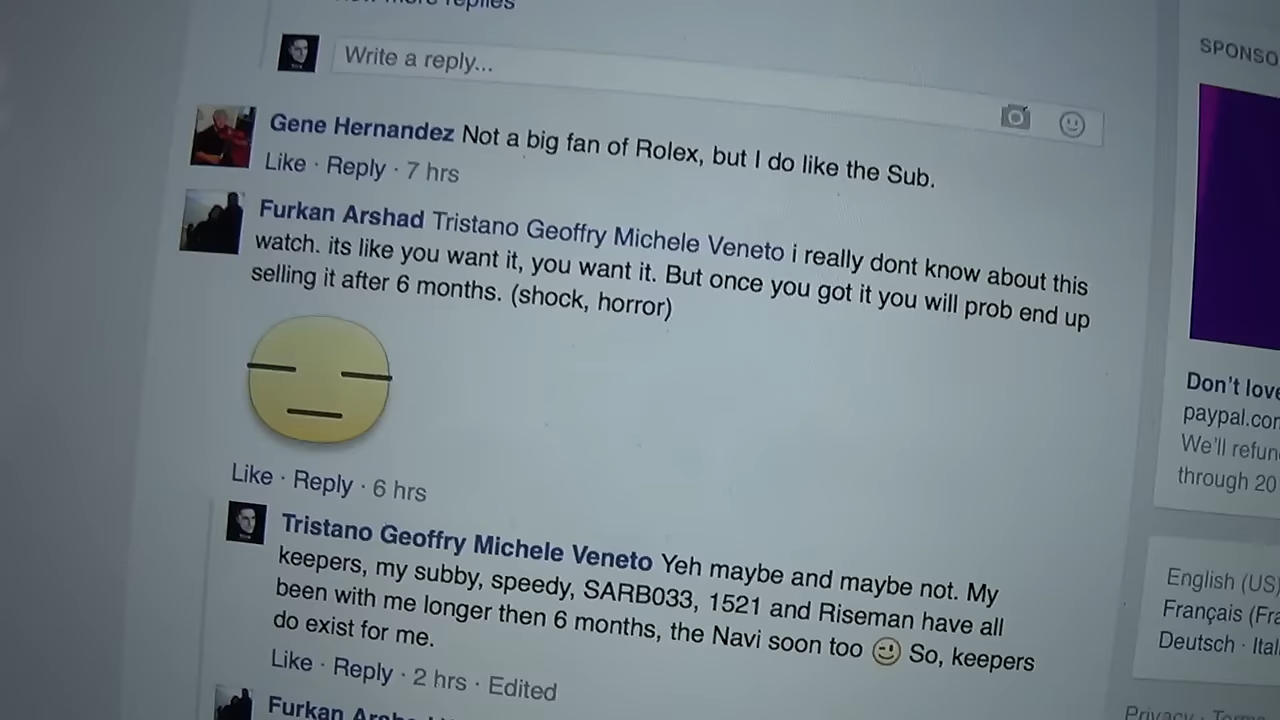 more replies
Write a reply...
Gene Hernandez Not a big fan of Rolex, but I do like the Sub.
Like · Reply · 7 hrs
Furkan Arshad Tristano Geoffry Michele Veneto i really dont know about this
watch. its like you want it, you want it. But once you got it you will prob end up
selling it after 6 months. (shock, horror)
Like · Reply · 6 hrs
Tristano Geoffry Michele Veneto Yeh maybe and maybe not. My
keepers, my subby, speedy, SARB033, 1521 and Riseman have all
been with me longer then 6 months, the Navi soon too 😉 So, keepers
do exist for me.
Like · Reply · 2 hrs · Edited
Furkan
SPONSO
Don't love
paypal.com
We'll refun
through 20
English (US)
Français (Fra
Deutsch · Ital
Privacy · Terms